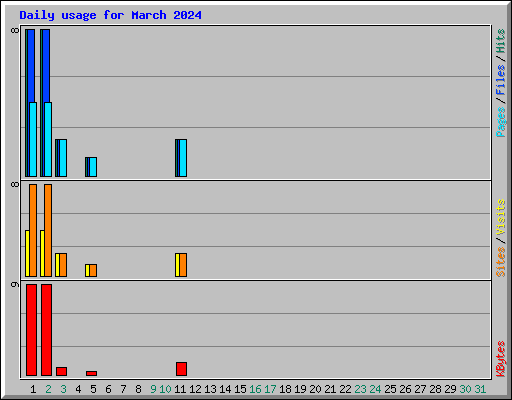 Daily usage for March 2024
8
8
9
Pages / Files / Hits
Sites / Visits
KBytes
1 2 3 4 5 6 7 8 9 10 11 12 13 14 15 16 17 18 19 20 21 22 23 24 25 26 27 28 29 30 31